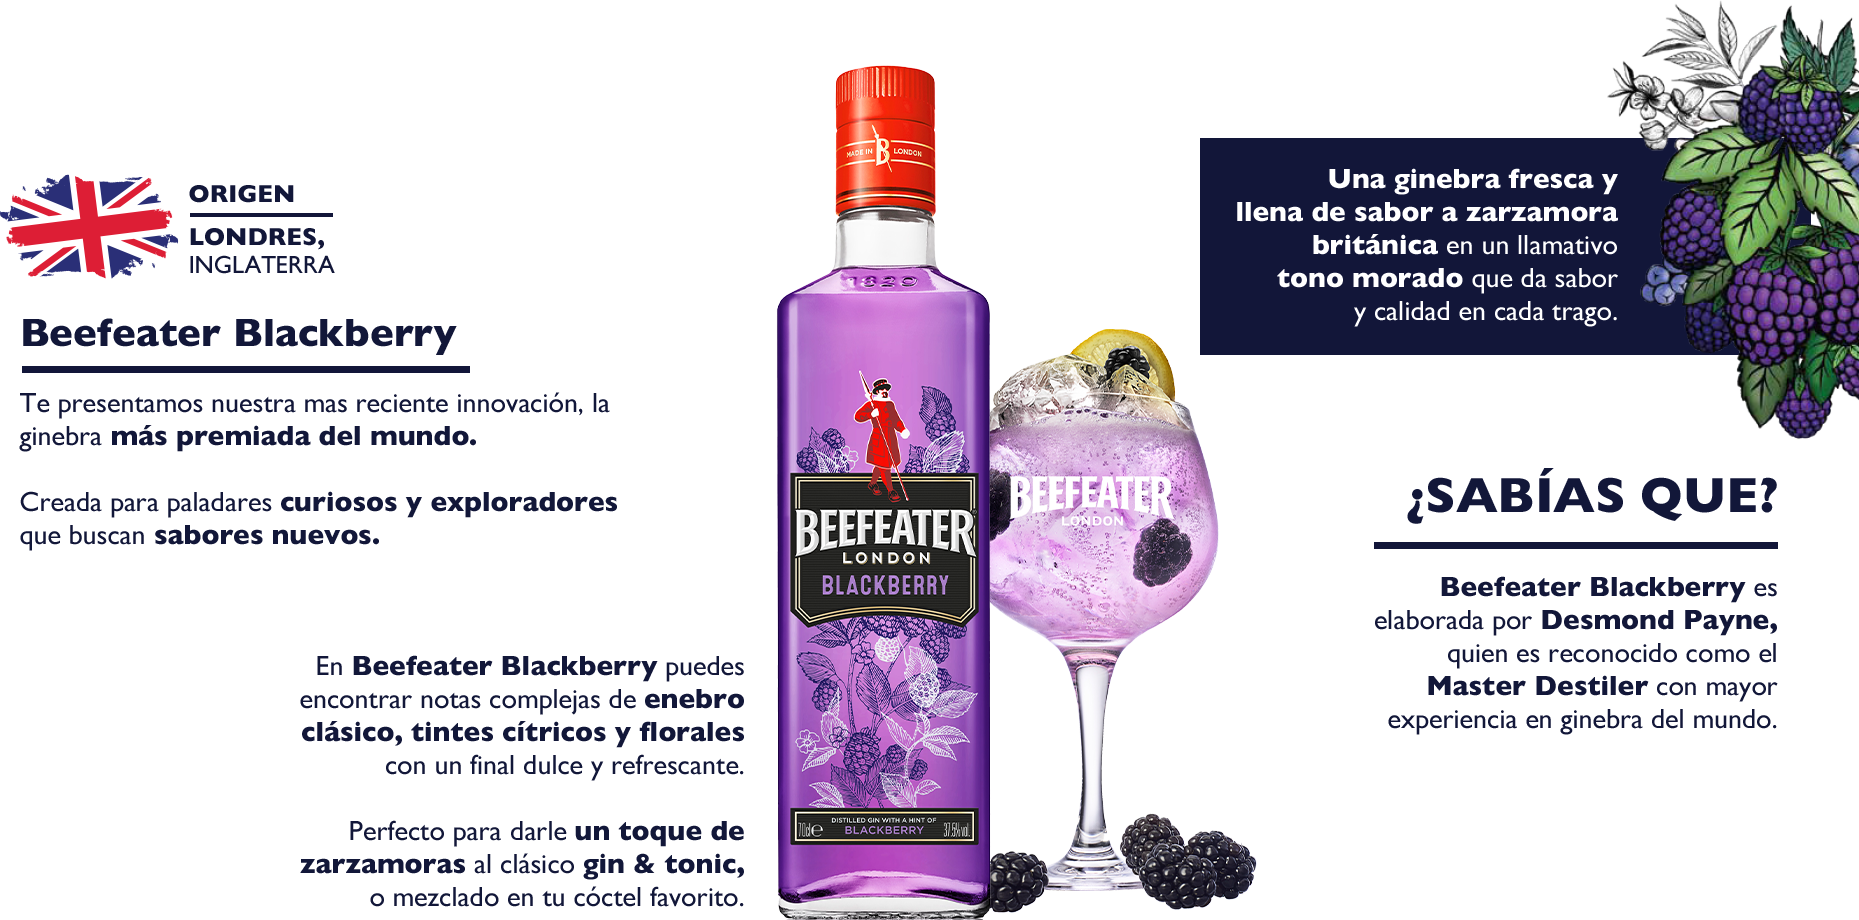 ORIGEN
LONDRES,
INGLATERRA
Beefeater Blackberry
Te presentamos nuestra mas reciente innovación, la
ginebra más premiada del mundo.
Creada para paladares curiosos y exploradores
que buscan sabores nuevos.
En Beefeater Blackberry puedes
encontrar notas complejas de enebro
clásico, tintes cítricos y florales
con un final dulce y refrescante.
Perfecto para darle un toque de
zarzamoras al clásico gin & tonic,
o mezclado en tu cóctel favorito.
MADE IN B LONDON
1820
BEEFEATER
LONDON
BLACKBERRY
DISTILLED GIN WITH A HINT OF
70cl e BLACKBERRY 37.5% vol.
BEEFEATER
LONDON
Una ginebra fresca y
llena de sabor a zarzamora
británica en un llamativo
tono morado que da sabor
y calidad en cada trago.
¿SABÍAS QUE?
Beefeater Blackberry es
elaborada por Desmond Payne,
quien es reconocido como el
Master Destiler con mayor
experiencia en ginebra del mundo.